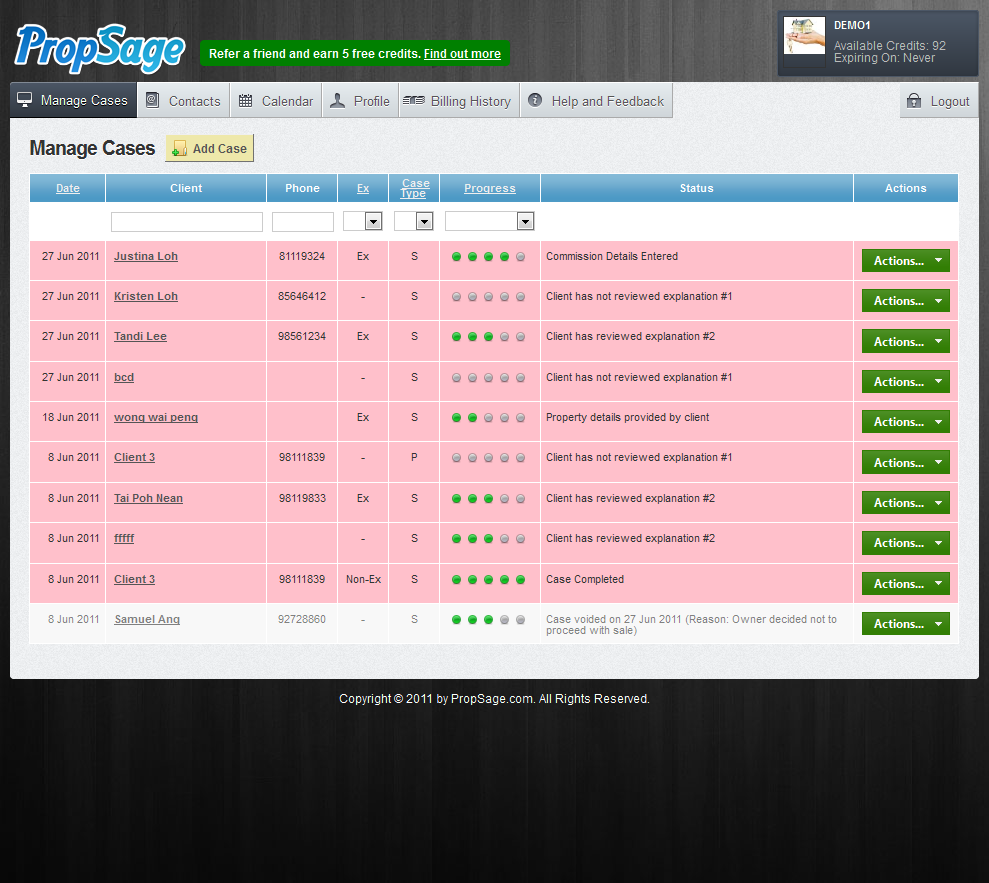 PropSage
Refer a friend and earn 5 free credits. Find out more
DEMO1
Available Credits: 92
Expiring On: Never
Manage Cases Contacts Calendar Profile Billing History Help and Feedback Logout
Manage Cases Add Case
Date Client Phone Ex Case Type Progress Status Actions
27 Jun 2011 Justina Loh 81119324 Ex S Commission Details Entered Actions...
27 Jun 2011 Kristen Loh 85646412 - S Client has not reviewed explanation #1 Actions...
27 Jun 2011 Tandi Lee 98561234 Ex S Client has reviewed explanation #2 Actions...
27 Jun 2011 bcd - S Client has not reviewed explanation #1 Actions...
18 Jun 2011 wong wai peng Ex S Property details provided by client Actions...
8 Jun 2011 Client 3 98111839 - P Client has not reviewed explanation #1 Actions...
8 Jun 2011 Tai Poh Nean 98119833 Ex S Client has reviewed explanation #2 Actions...
8 Jun 2011 fffff - S Client has reviewed explanation #2 Actions...
8 Jun 2011 Client 3 98111839 Non-Ex S Case Completed Actions...
8 Jun 2011 Samuel Ang 92728860 - S Case voided on 27 Jun 2011 (Reason: Owner decided not to Actions...
proceed with sale)
Copyright © 2011 by PropSage.com. All Rights Reserved.